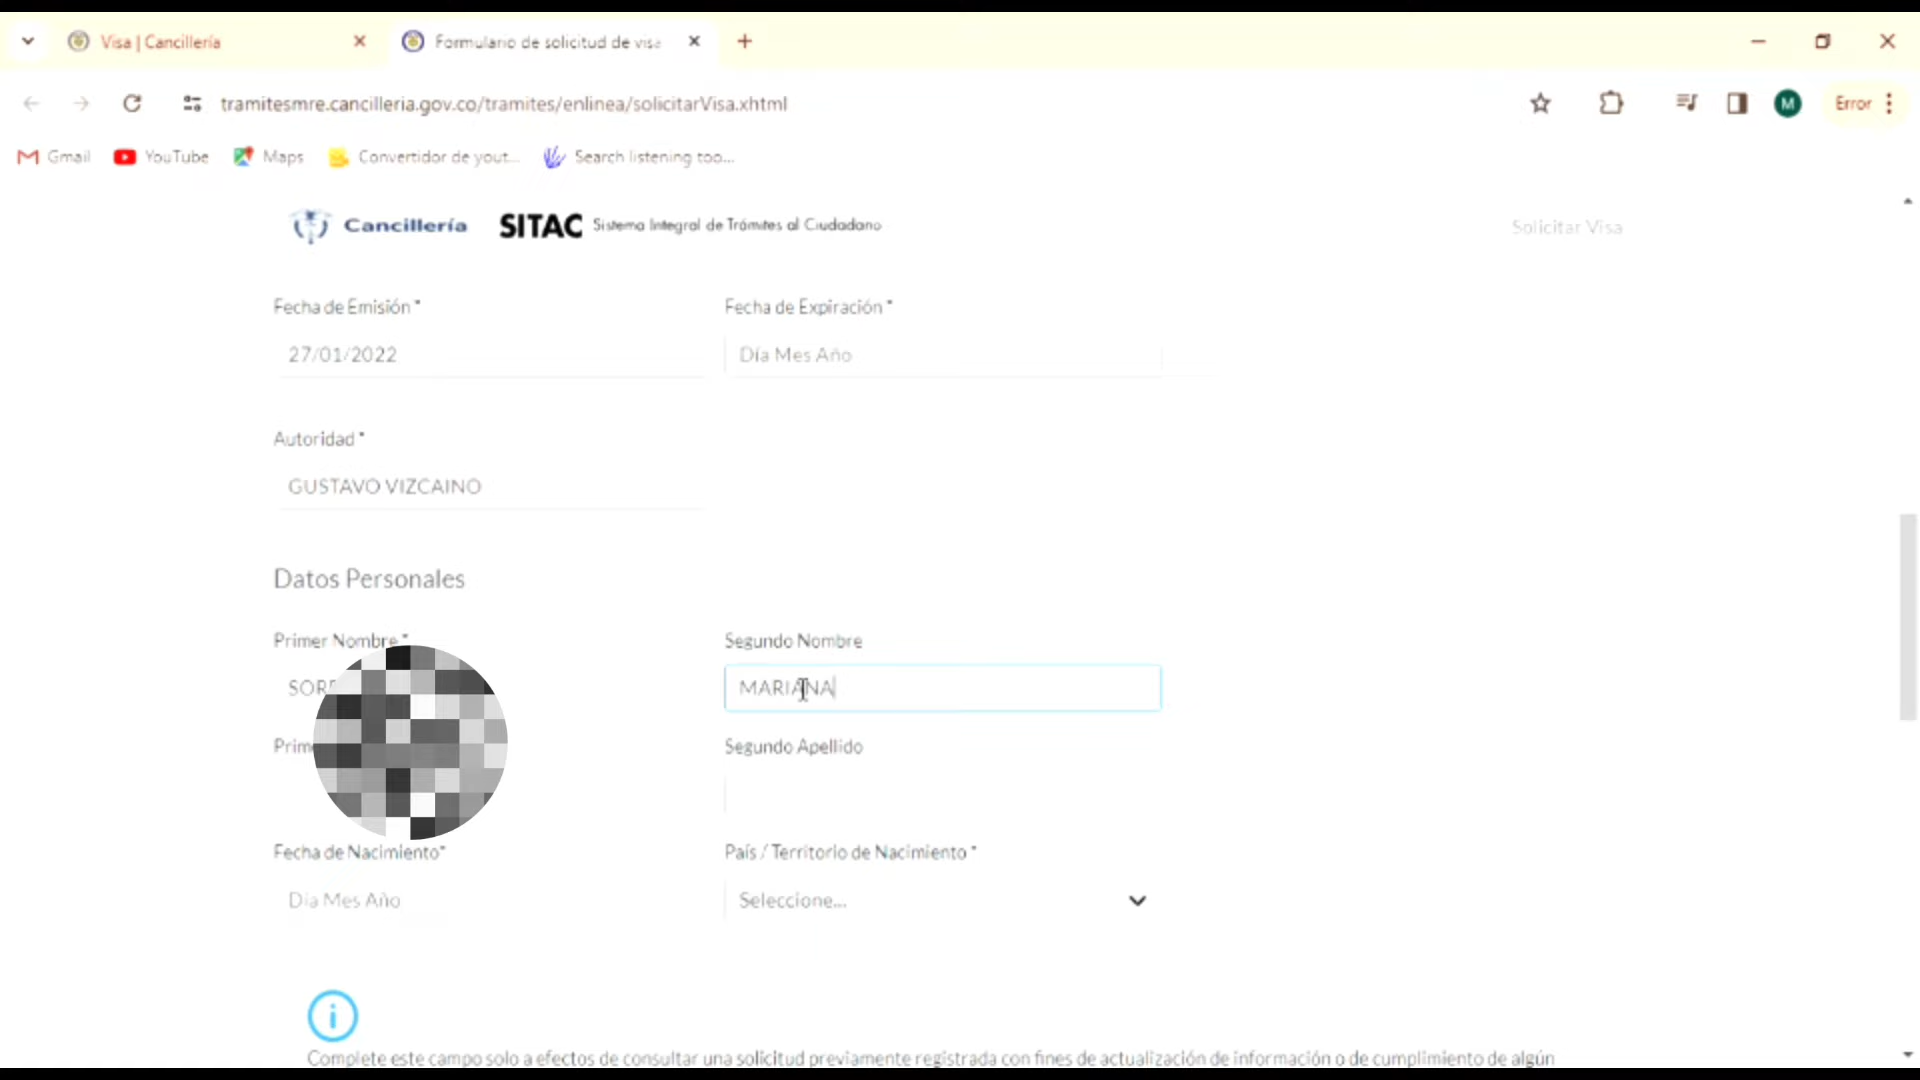 Visa | Cancillería
Formulario de solicitud de visa
tramitesmre.cancilleria.gov.co/tramites/enlinea/solicitarVisa.xhtml
M
Error
Gmail
YouTube
Maps
Convertidor de yout...
Search listening too...
Cancillería
SITAC Sistema Integral de Trámites al Ciudadano
Solicitar Visa
Fecha de Emisión *
Fecha de Expiración *
27/01/2022
Día Mes Año
Autoridad *
GUSTAVO VIZCAINO
Datos Personales
Primer Nombre *
Segundo Nombre
MARIANA
Segundo Apellido
Fecha de Nacimiento*
País / Territorio de Nacimiento *
Día Mes Año
Seleccione...
Complete este campo solo a efectos de consultar una solicitud previamente registrada con fines de actualización de información o de cumplimiento de algún